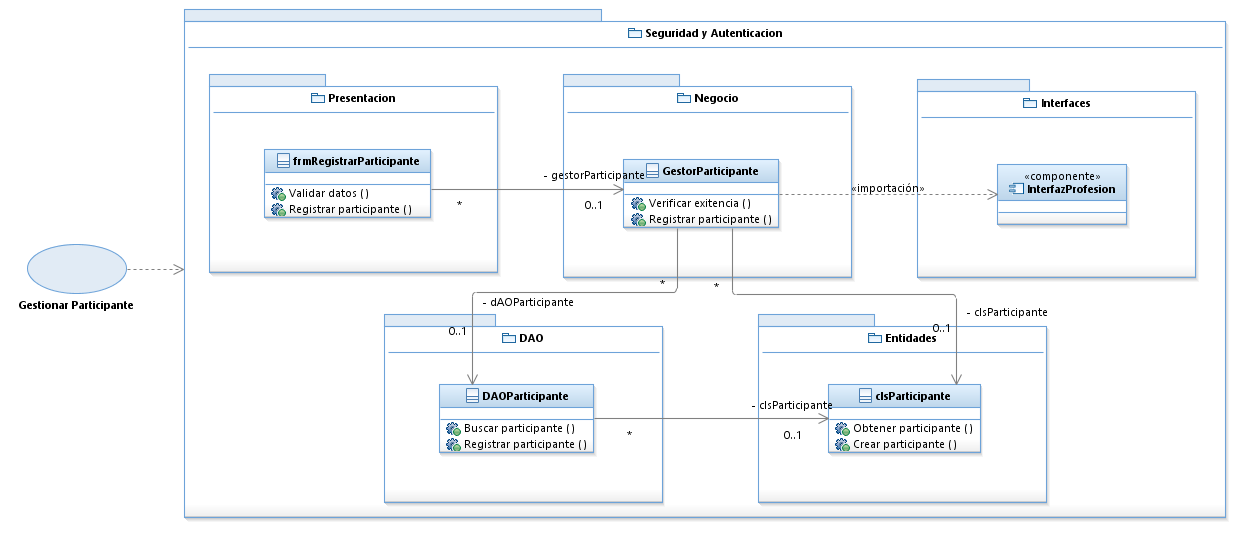 Seguridad y Autenticacion
Presentacion
Negocio
Interfaces
frmRegistrarParticipante
Validar datos ( )
Registrar participante ( )
*
- gestorParticipante
0..1
GestorParticipante
Verificar exitencia ( )
Registrar participante ( )
«importación»
«componente»
InterfazProfesion
Gestionar Participante
*
*
- dAOParticipante
0..1
- clsParticipante
0..1
DAO
Entidades
DAOParticipante
Buscar participante ( )
Registrar participante ( )
*
- clsParticipante
0..1
clsParticipante
Obtener participante ( )
Crear participante ( )